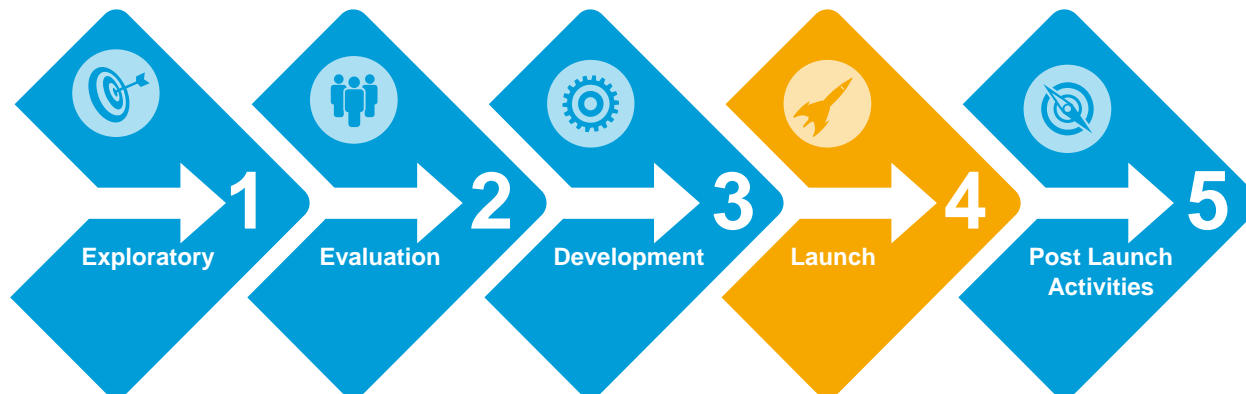 1
Exploratory
2
Evaluation
3
Development
4
Launch
5
Post Launch
Activities